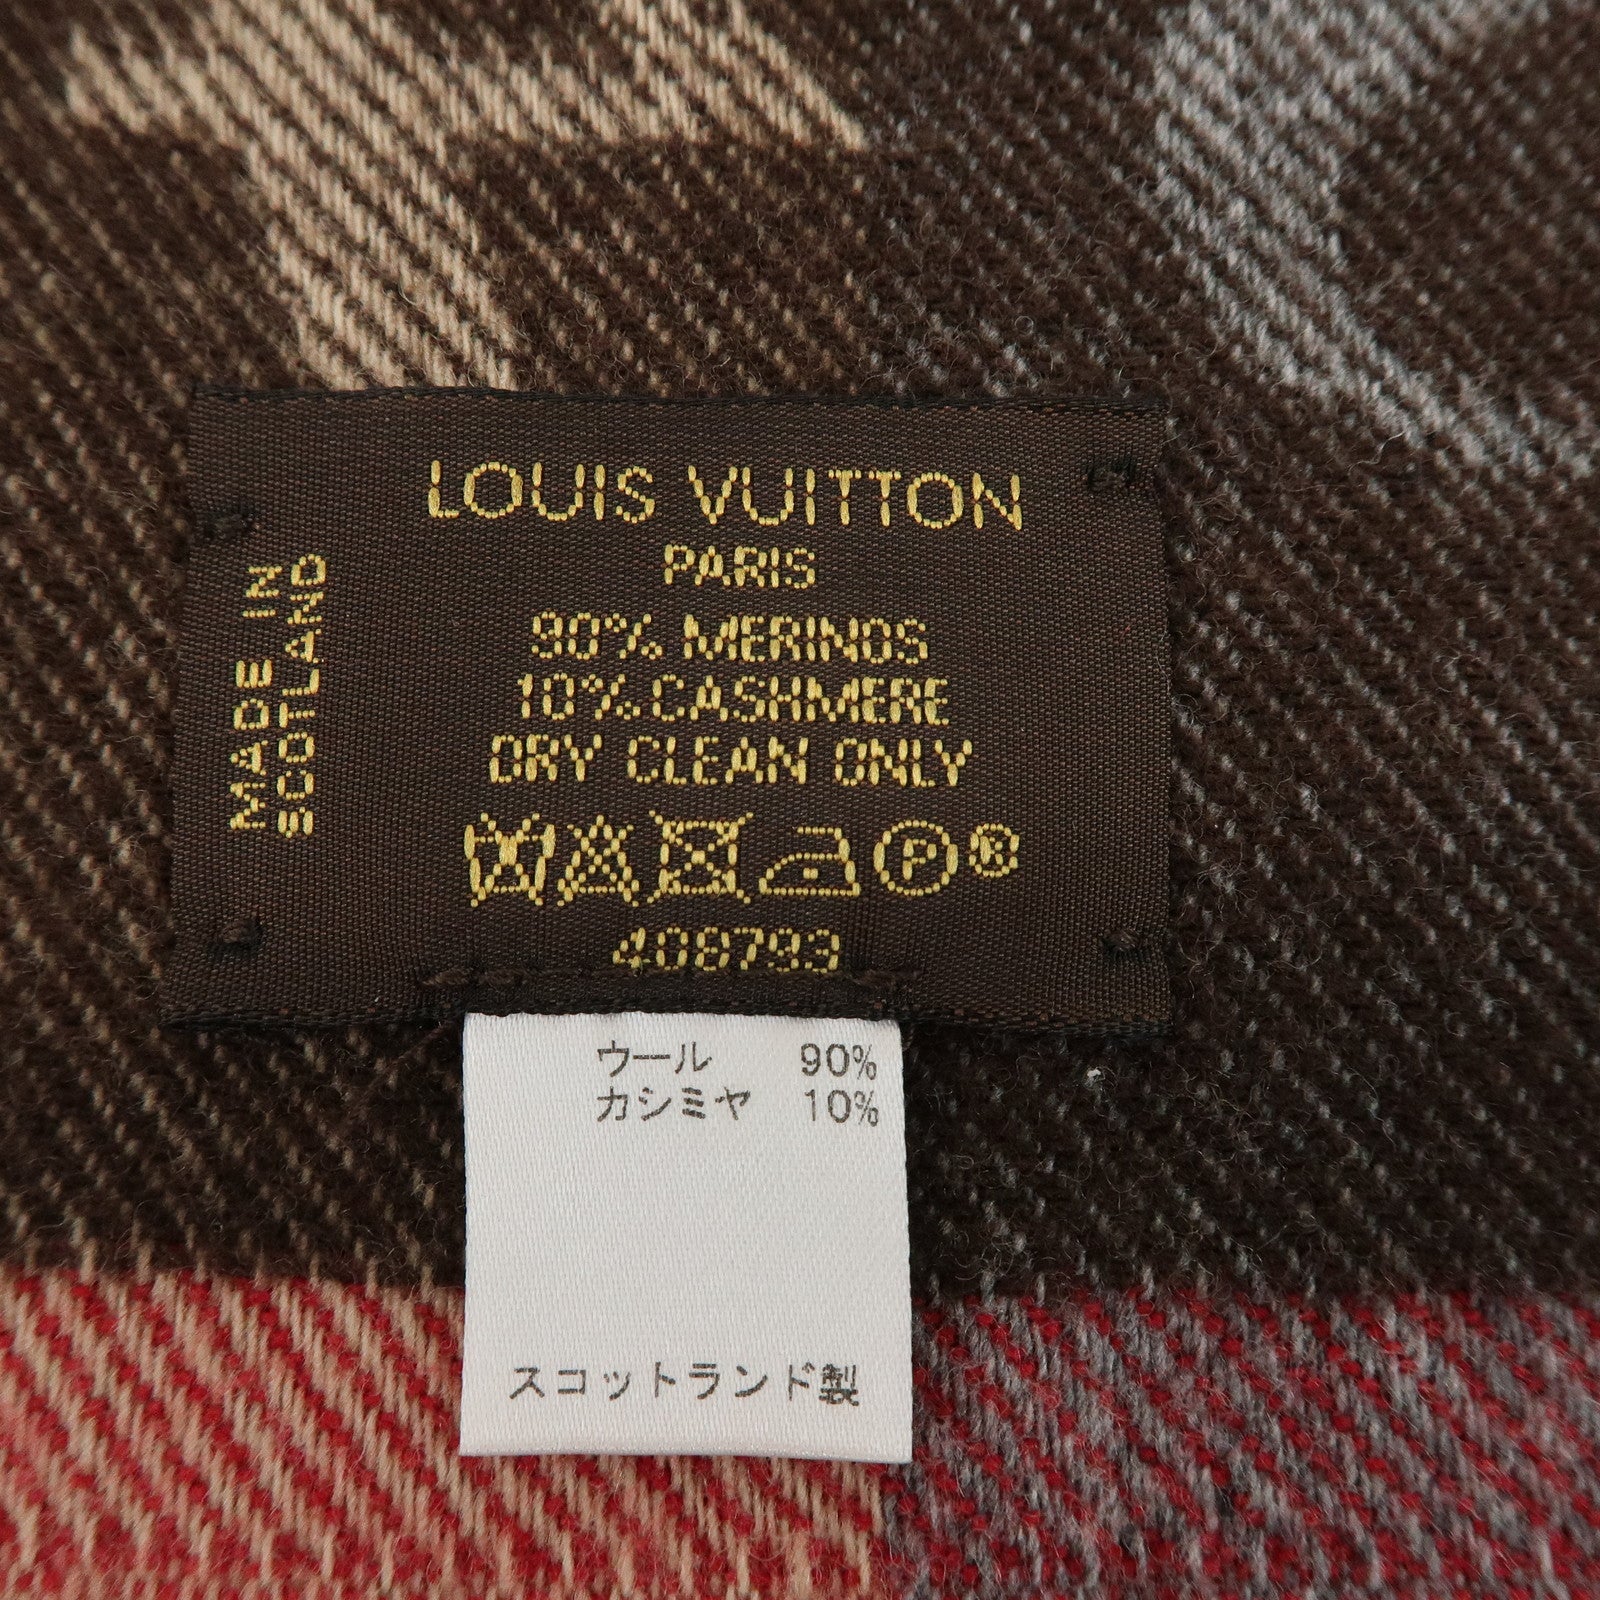 LOUIS VUITTON
PARIS
90% MERINOS
10% CASHMERE
DRY CLEAN ONLY
P ®
408793
MADE IN
SCOTLAND
ウール 90%
カシミヤ 10%
スコットランド製